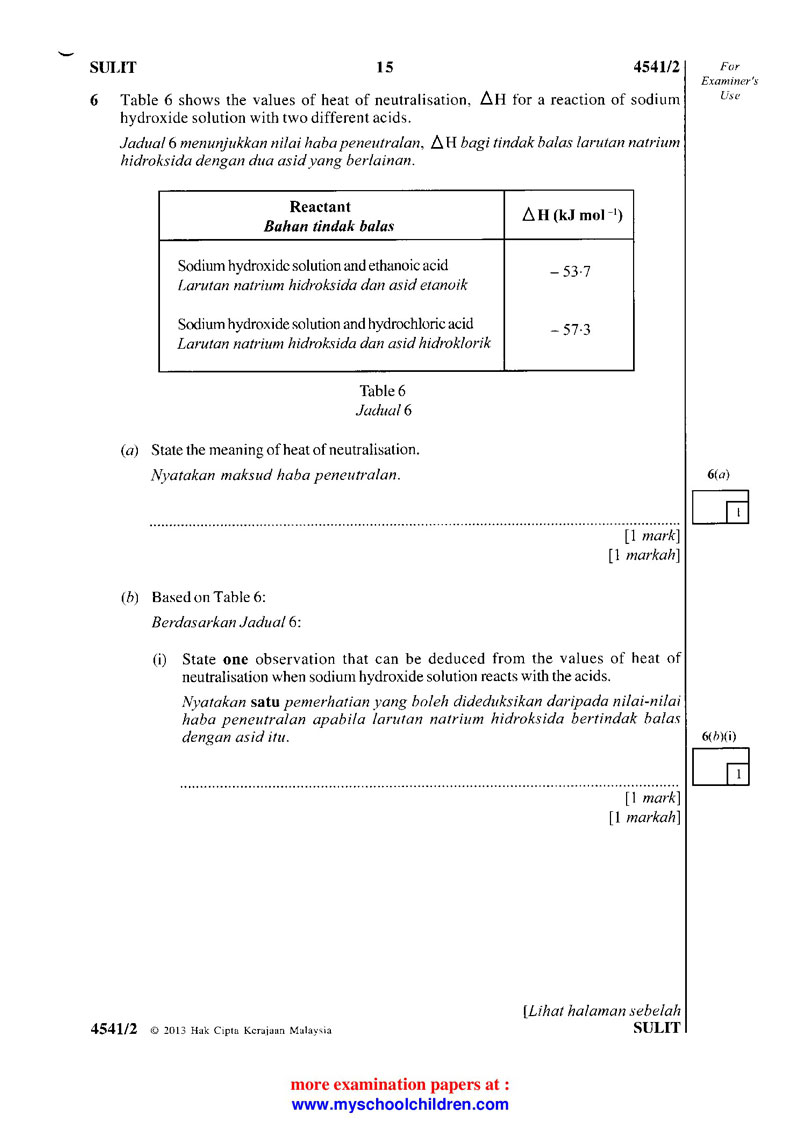 SULIT 15 4541/2
For
Examiner's
Use
6 Table 6 shows the values of heat of neutralisation, △H for a reaction of sodium
hydroxide solution with two different acids.
Jadual 6 menunjukkan nilai haba peneutralan, △H bagi tindak balas larutan natrium
hidroksida dengan dua asid yang berlainan.
Reactant
Bahan tindak balas
△H (kJ mol⁻¹)
Sodium hydroxide solution and ethanoic acid
Larutan natrium hidroksida dan asid etanoik
– 53·7
Sodium hydroxide solution and hydrochloric acid
Larutan natrium hidroksida dan asid hidroklorik
– 57·3
Table 6
Jadual 6
(a) State the meaning of heat of neutralisation.
Nyatakan maksud haba peneutralan.
6(a)
1
[1 mark]
[1 markah]
(b) Based on Table 6:
Berdasarkan Jadual 6:
(i) State one observation that can be deduced from the values of heat of
neutralisation when sodium hydroxide solution reacts with the acids.
Nyatakan satu pemerhatian yang boleh dideduksikan daripada nilai-nilai
haba peneutralan apabila larutan natrium hidroksida bertindak balas
dengan asid itu.
6(b)(i)
1
[1 mark]
[1 markah]
[Lihat halaman sebelah
4541/2 © 2013 Hak Cipta Kerajaan Malaysia SULIT
more examination papers at :
www.myschoolchildren.com